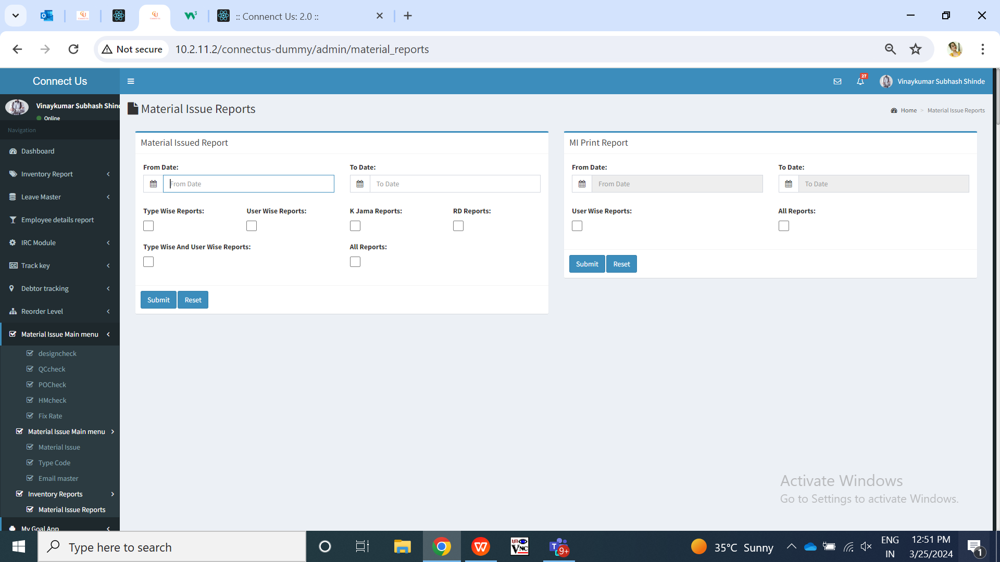 :: Connenct Us: 2.0 ::
Not secure
10.2.11.2/connectus-dummy/admin/material_reports
Connect Us
27
Vinaykumar Subhash Shinde
Vinaykumar Subhash Shind
Online
Material Issue Reports
Home > Material Issue Reports
Navigation
Dashboard
Inventory Report
Leave Master
Employee details report
IRC Module
Track key
Debtor tracking
Reorder Level
Material Issue Main menu
designcheck
QCcheck
POCheck
HMcheck
Fix Rate
Material Issue Main menu
Material Issue
Type Code
Email master
Inventory Reports
Material Issue Reports
My Goal App
Material Issued Report
From Date:
To Date:
From Date
To Date
Type Wise Reports:
User Wise Reports:
K Jama Reports:
RD Reports:
Type Wise And User Wise Reports:
All Reports:
Submit
Reset
MI Print Report
From Date:
To Date:
From Date
To Date
User Wise Reports:
All Reports:
Submit
Reset
Activate Windows
Go to Settings to activate Windows.
Type here to search
9+
35°C Sunny
ENG
IN
12:51 PM
3/25/2024
1